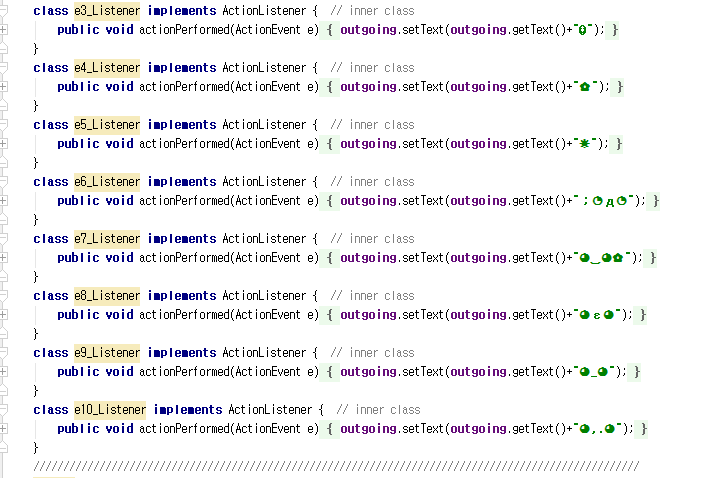 class e3_Listener implements ActionListener {  // inner class
    public void actionPerformed(ActionEvent e) { outgoing.setText(outgoing.getText()+"⍬"); }
}
class e4_Listener implements ActionListener {  // inner class
    public void actionPerformed(ActionEvent e) { outgoing.setText(outgoing.getText()+"✿"); }
}
class e5_Listener implements ActionListener {  // inner class
    public void actionPerformed(ActionEvent e) { outgoing.setText(outgoing.getText()+"☀"); }
}
class e6_Listener implements ActionListener {  // inner class
    public void actionPerformed(ActionEvent e) { outgoing.setText(outgoing.getText()+"；◔д◔"); }
}
class e7_Listener implements ActionListener {  // inner class
    public void actionPerformed(ActionEvent e) { outgoing.setText(outgoing.getText()+"◕‿◕✿"); }
}
class e8_Listener implements ActionListener {  // inner class
    public void actionPerformed(ActionEvent e) { outgoing.setText(outgoing.getText()+"◕ε◕"); }
}
class e9_Listener implements ActionListener {  // inner class
    public void actionPerformed(ActionEvent e) { outgoing.setText(outgoing.getText()+"◕_◕"); }
}
class e10_Listener implements ActionListener {  // inner class
    public void actionPerformed(ActionEvent e) { outgoing.setText(outgoing.getText()+"◕,.◕"); }
}
////////////////////////////////////////////////////////////////////////////////////////////////////